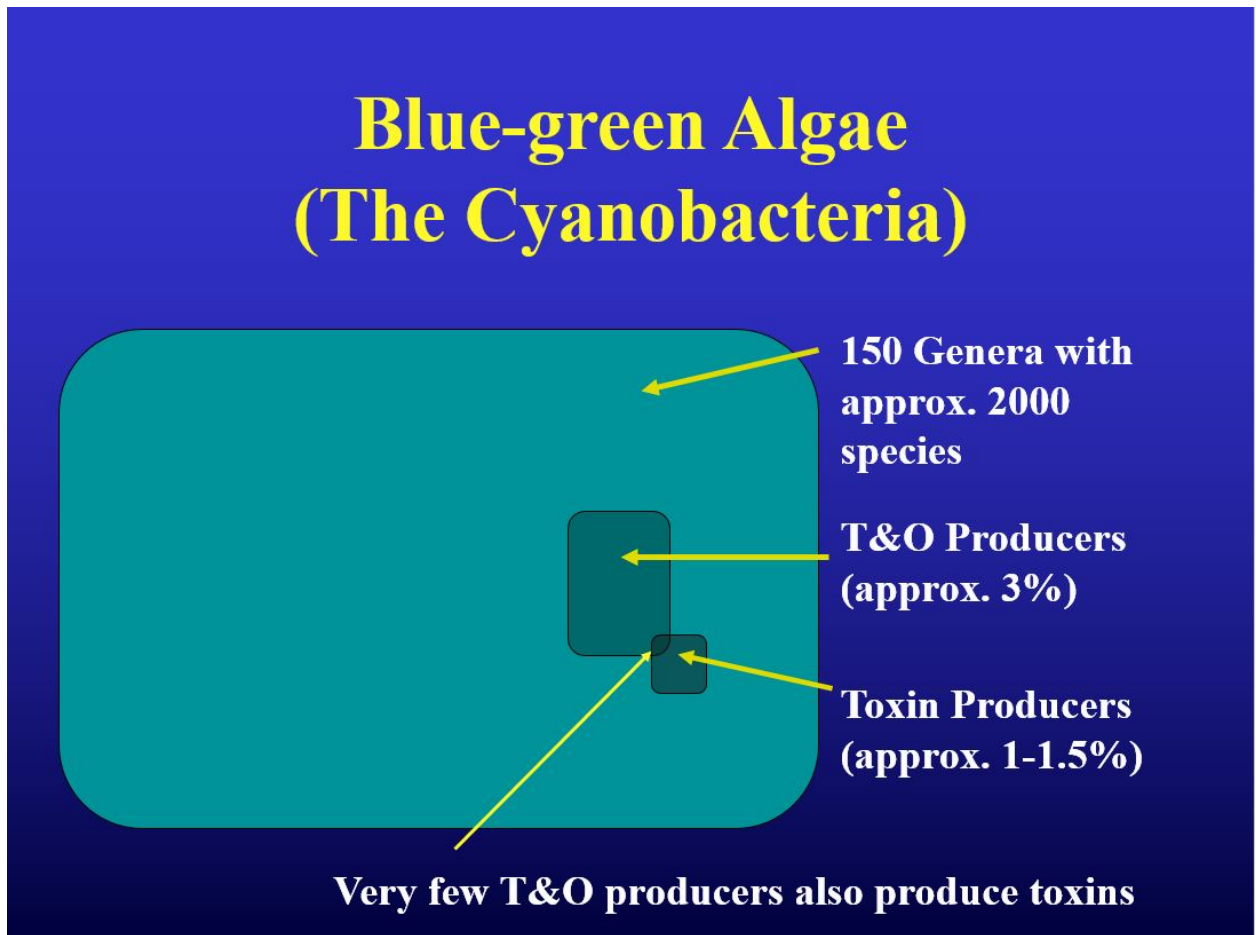 Blue-green Algae
(The Cyanobacteria)
150 Genera with
approx. 2000
species
T&O Producers
(approx. 3%)
Toxin Producers
(approx. 1-1.5%)
Very few T&O producers also produce toxins